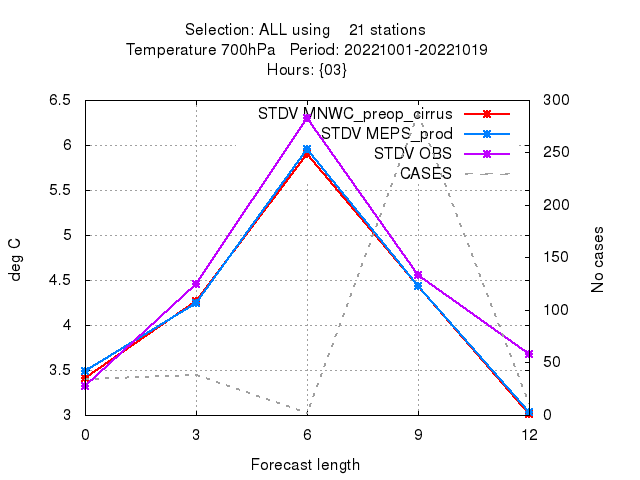 Selection: ALL using    21 stations
Temperature 700hPa   Period: 20221001-20221019
Hours: {03}
STDV MNWC_preop_cirrus
STDV MEPS_prod
STDV OBS
CASES
6.5
6
5.5
5
4.5
4
3.5
3
deg C
300
250
200
150
100
50
0
No cases
0 3 6 9 12
Forecast length